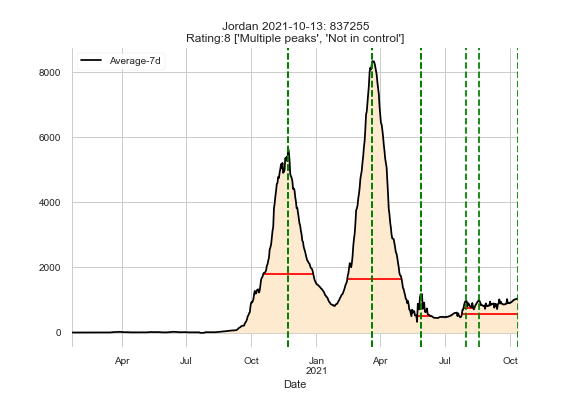 Jordan 2021-10-13: 837255
Rating:8 ['Multiple peaks', 'Not in control']
Average-7d
8000
6000
4000
2000
0
Apr Jul Oct Jan Apr Jul Oct
2021
Date